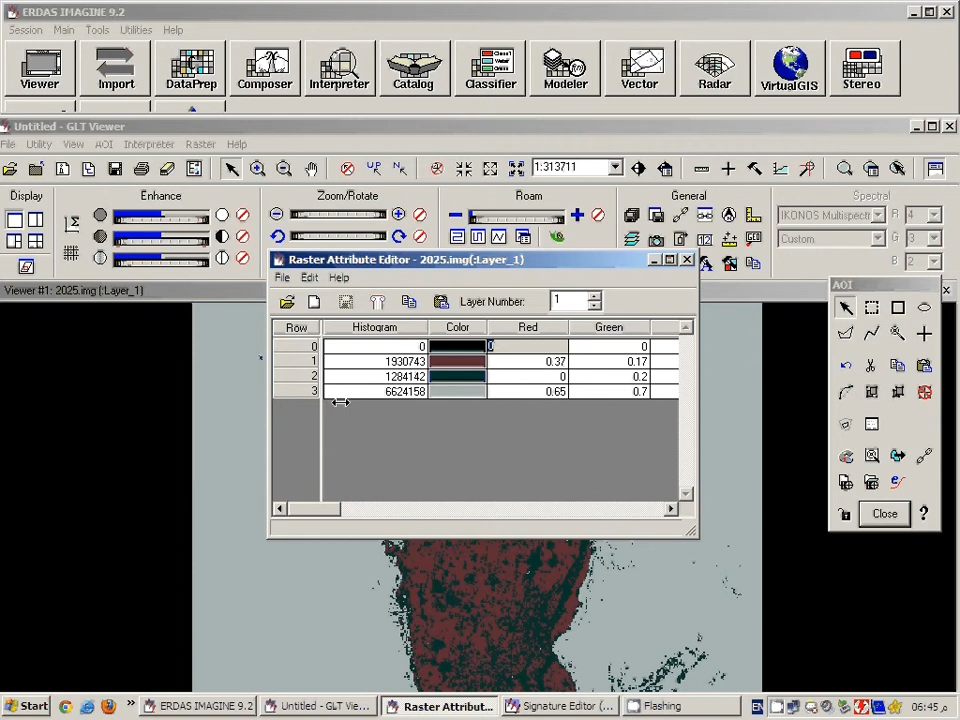 ERDAS IMAGINE 9.2
Session Main Tools Utilities Help
Viewer Import DataPrep Composer Interpreter Catalog Classifier Modeler Vector Radar VirtualGIS Stereo
Untitled - GLT Viewer
File Utility View AOI Interpreter Raster Help
1:313711
Display Enhance Zoom/Rotate Roam General Spectral
IKONOS Multispectr R 4
Custom G 3
B 2
Raster Attribute Editor - 2025.img(:Layer_1)
Viewer #1: 2025.img (:Layer_1)
AOI
File Edit Help
Layer Number: 1
Row Histogram Color Red Green
0 0 0 0
1 1930743 0.37 0.17
2 1284142 0 0.2
3 6624158 0.65 0.7
Close ?
Start » ERDAS IMAGINE 9.2 Untitled - GLT Vie... Raster Attribut... Signature Editor (... Flashing EN 06:45 م